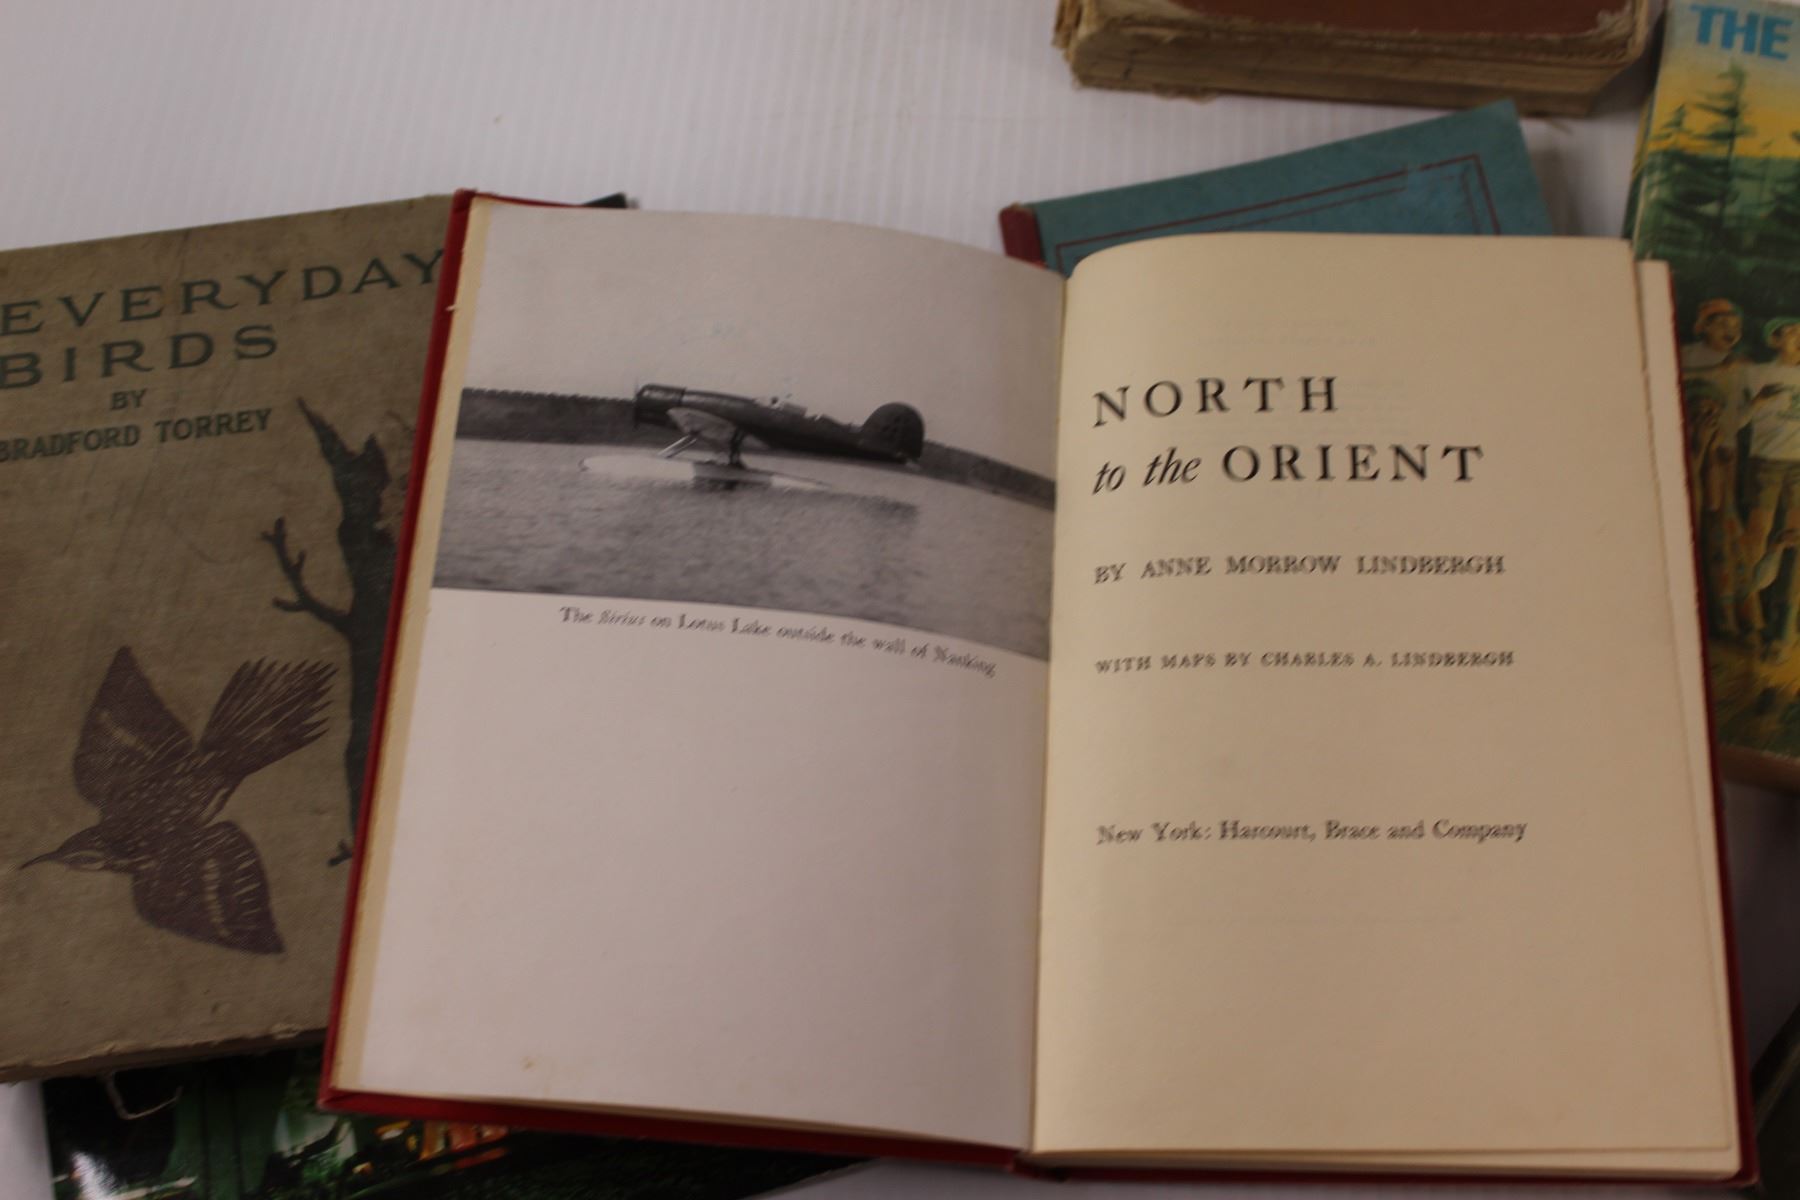 EVERYDAY
BIRDS
BY
BRADFORD TORREY
The Sirius on Lotus Lake outside the wall of Nanking
NORTH
to the ORIENT
BY ANNE MORROW LINDBERGH
WITH MAPS BY CHARLES A. LINDBERGH
New York: Harcourt, Brace and Company
THE